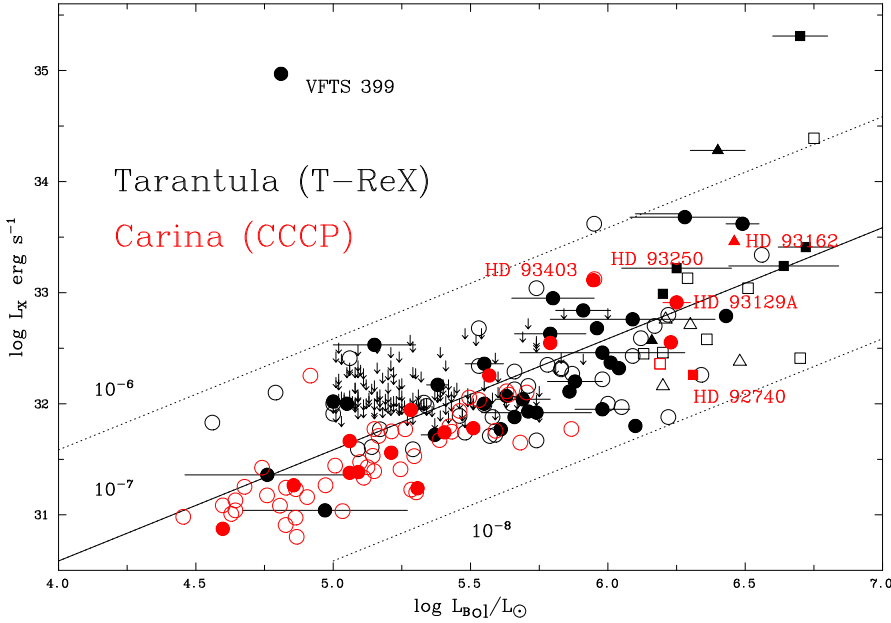 35
34
33
32
31
log Lx erg s⁻¹
VFTS 399
Tarantula (T−ReX)
Carina (CCCP)
HD 93162
HD 93250
HD 93403
HD 93129A
HD 92740
10⁻⁶
10⁻⁷
10⁻⁸
4.0 4.5 5.0 5.5 6.0 6.5 7.0
log LBol/L☉